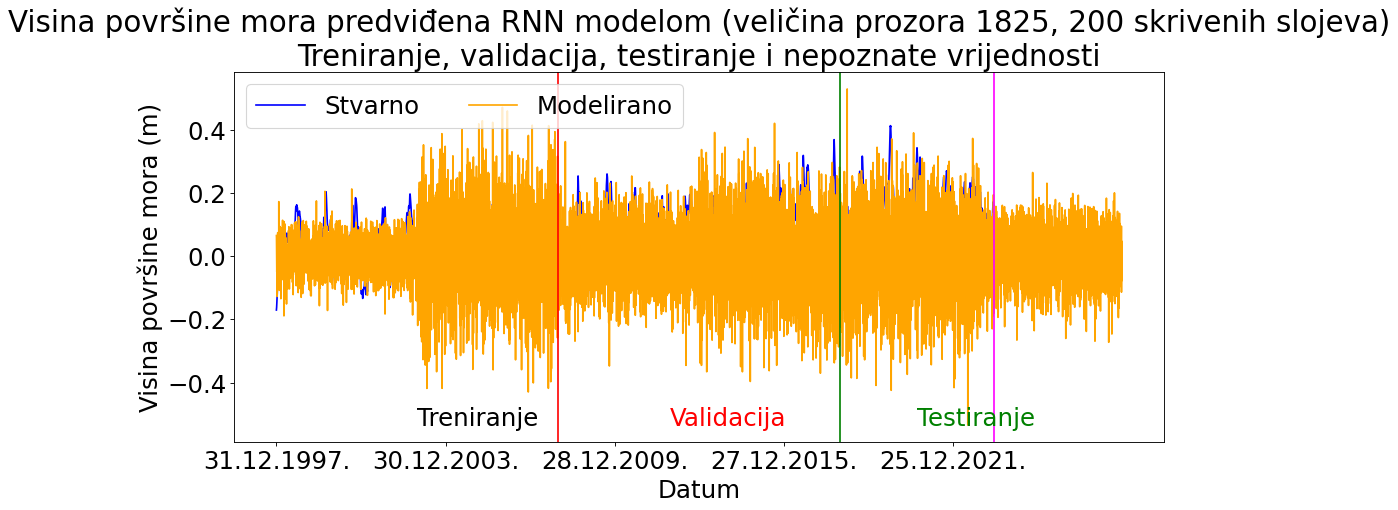 Visina površine mora predviđena RNN modelom (veličina prozora 1825, 200 skrivenih slojeva)
Treniranje, validacija, testiranje i nepoznate vrijednosti
Stvarno Modelirano
Visina površine mora (m)
0.4
0.2
0.0
−0.2
−0.4
Treniranje Validacija Testiranje
31.12.1997. 30.12.2003. 28.12.2009. 27.12.2015. 25.12.2021.
Datum